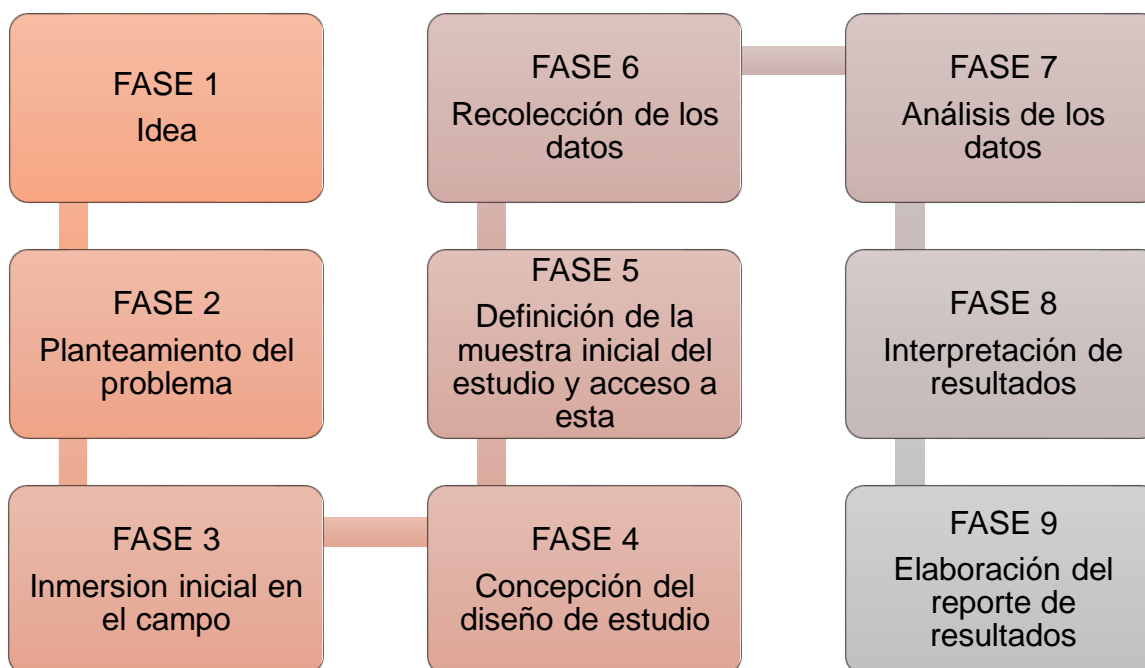 FASE 1
Idea
FASE 2
Planteamiento del
problema
FASE 3
Inmersion inicial en
el campo
FASE 4
Concepción del
diseño de estudio
FASE 5
Definición de la
muestra inicial del
estudio y acceso a
esta
FASE 6
Recolección de los
datos
FASE 7
Análisis de los
datos
FASE 8
Interpretación de
resultados
FASE 9
Elaboración del
reporte de
resultados